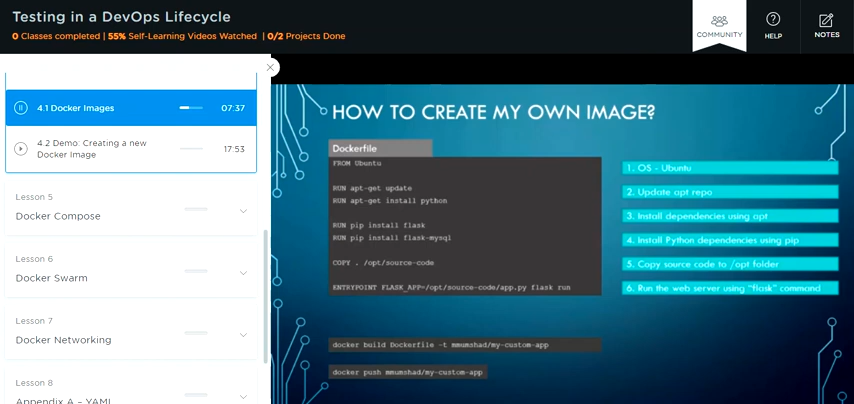 Testing in a DevOps Lifecycle
0 Classes completed | 55% Self-Learning Videos Watched | 0/2 Projects Done
COMMUNITY
HELP
NOTES
4.1 Docker Images
07:37
4.2 Demo: Creating a new
Docker Image
17:53
Lesson 5
Docker Compose
Lesson 6
Docker Swarm
Lesson 7
Docker Networking
Lesson 8
Appendix A – YAML
HOW TO CREATE MY OWN IMAGE?
Dockerfile
FROM Ubuntu
RUN apt-get update
RUN apt-get install python
RUN pip install flask
RUN pip install flask-mysql
COPY . /opt/source-code
ENTRYPOINT FLASK_APP=/opt/source-code/app.py flask run
1. OS - Ubuntu
2. Update apt repo
3. Install dependencies using apt
4. Install Python dependencies using pip
5. Copy source code to /opt folder
6. Run the web server using "flask" command
docker build Dockerfile -t mmumshad/my-custom-app
docker push mmumshad/my-custom-app